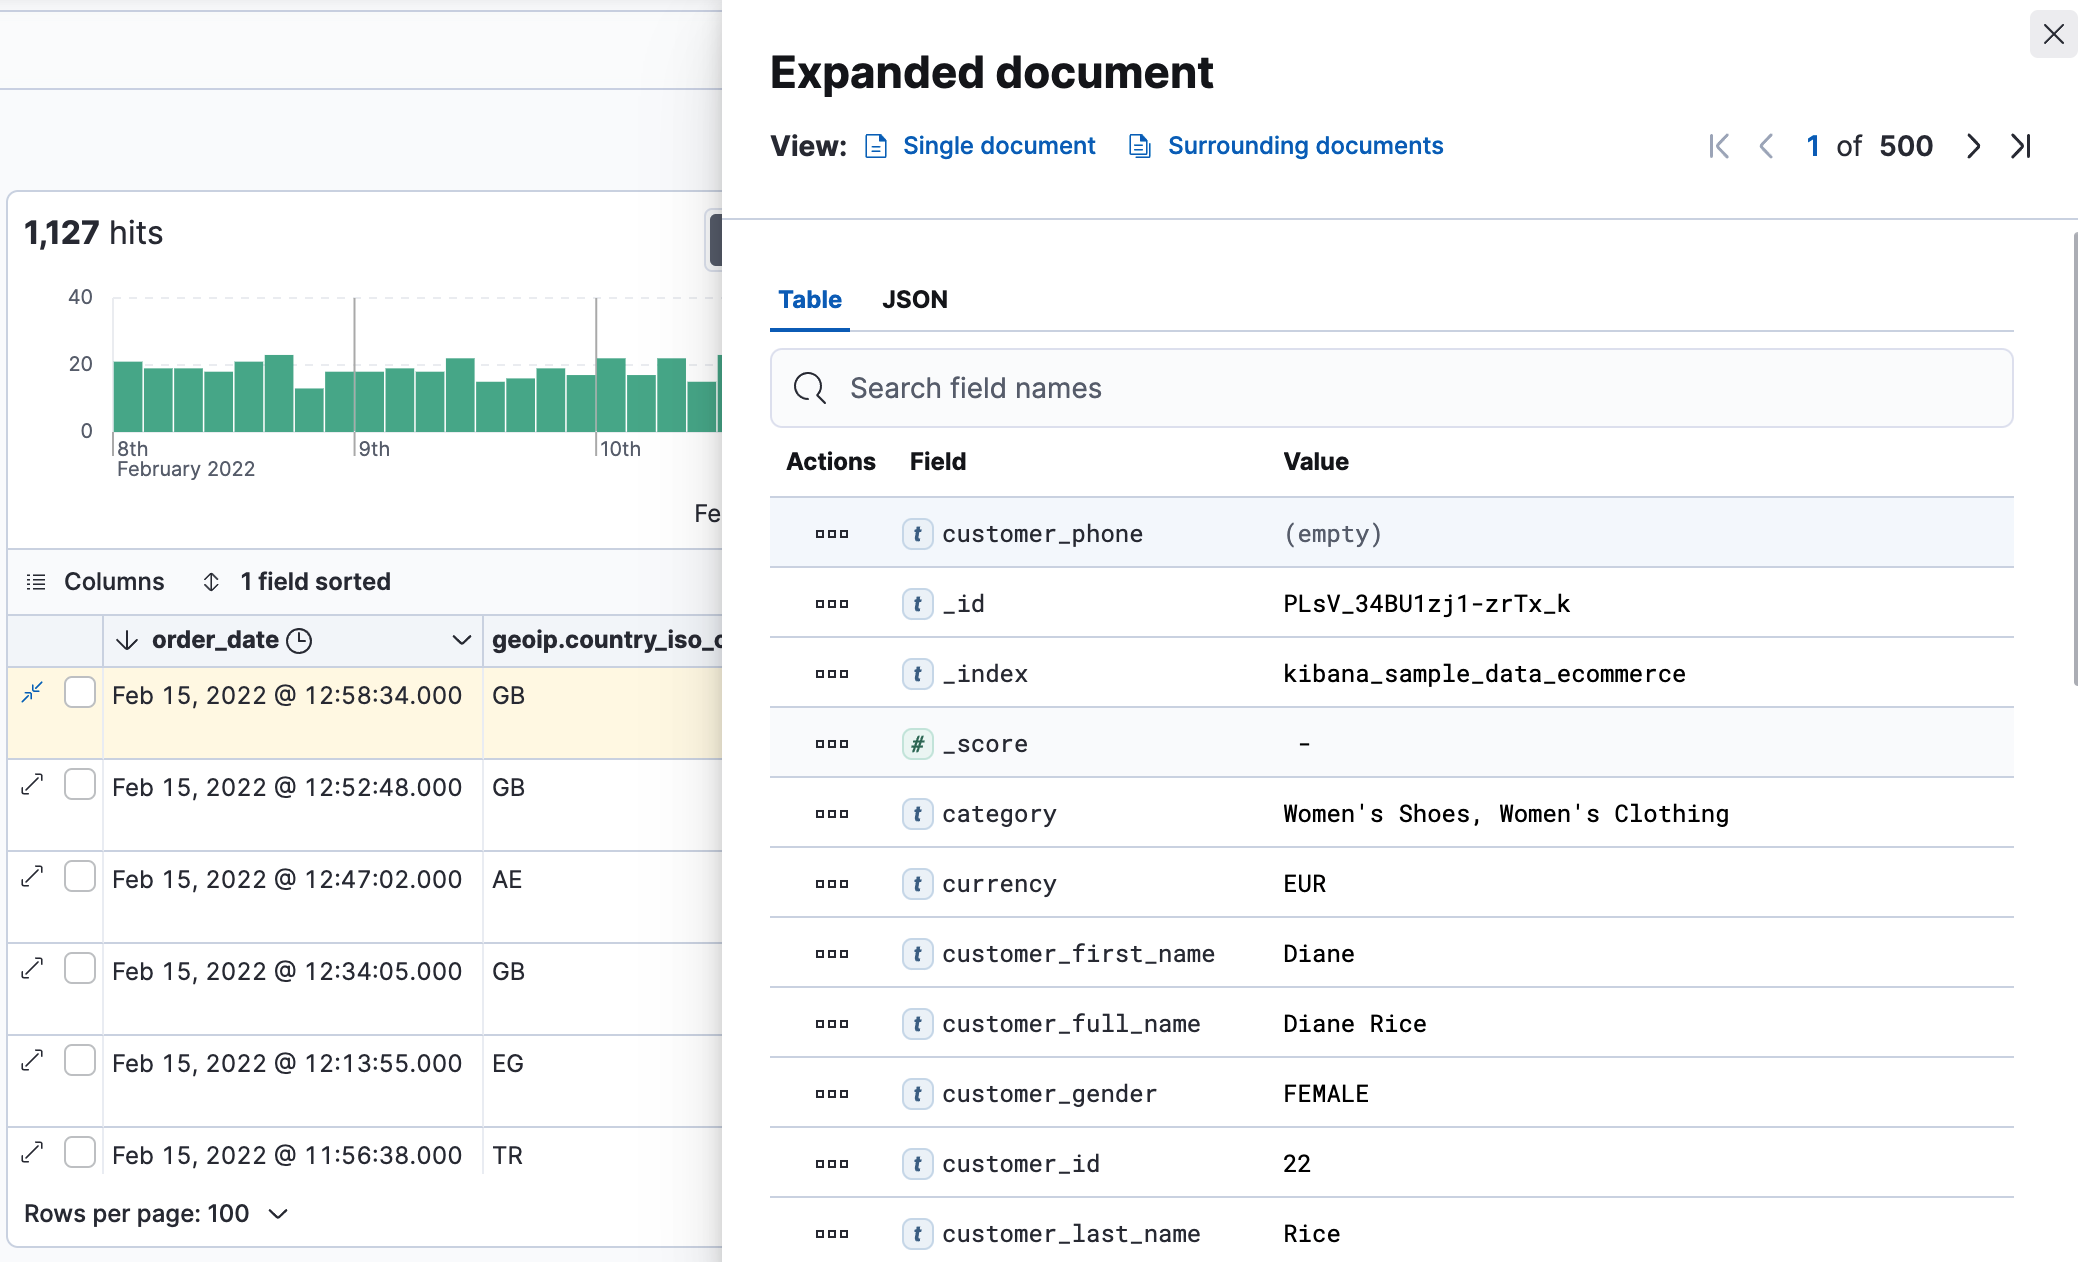 Expanded document
View: Single document Surrounding documents 1 of 500
1,127 hits
40
20
0
8th 9th 10th
February 2022
Fe
Columns 1 field sorted
order_date geoip.country_iso_c
Feb 15, 2022 @ 12:58:34.000 GB
Feb 15, 2022 @ 12:52:48.000 GB
Feb 15, 2022 @ 12:47:02.000 AE
Feb 15, 2022 @ 12:34:05.000 GB
Feb 15, 2022 @ 12:13:55.000 EG
Feb 15, 2022 @ 11:56:38.000 TR
Rows per page: 100
Table JSON
Search field names
Actions Field Value
t customer_phone (empty)
t _id PLsV_34BU1zj1-zrTx_k
t _index kibana_sample_data_ecommerce
# _score -
t category Women's Shoes, Women's Clothing
t currency EUR
t customer_first_name Diane
t customer_full_name Diane Rice
t customer_gender FEMALE
t customer_id 22
t customer_last_name Rice